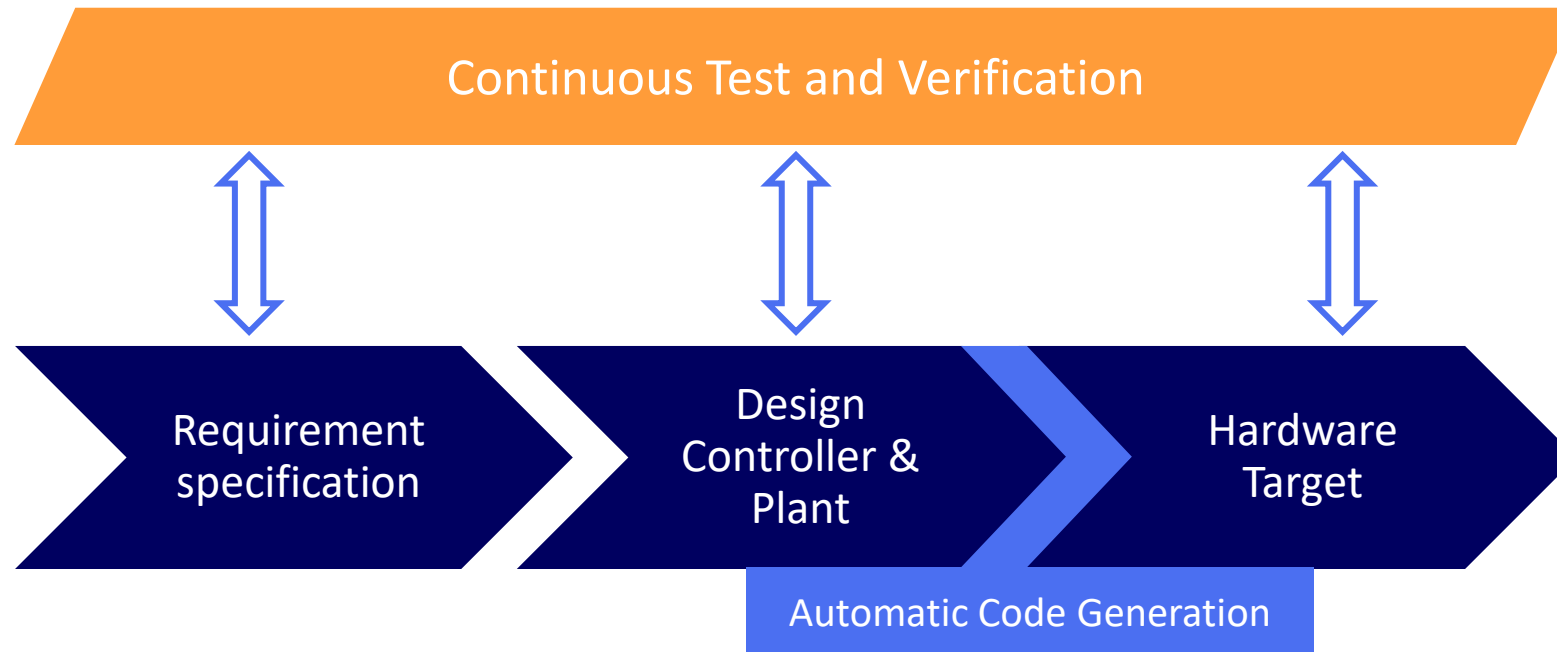 Continuous Test and Verification
Requirement
specification
Design
Controller &
Plant
Hardware
Target
Automatic Code Generation